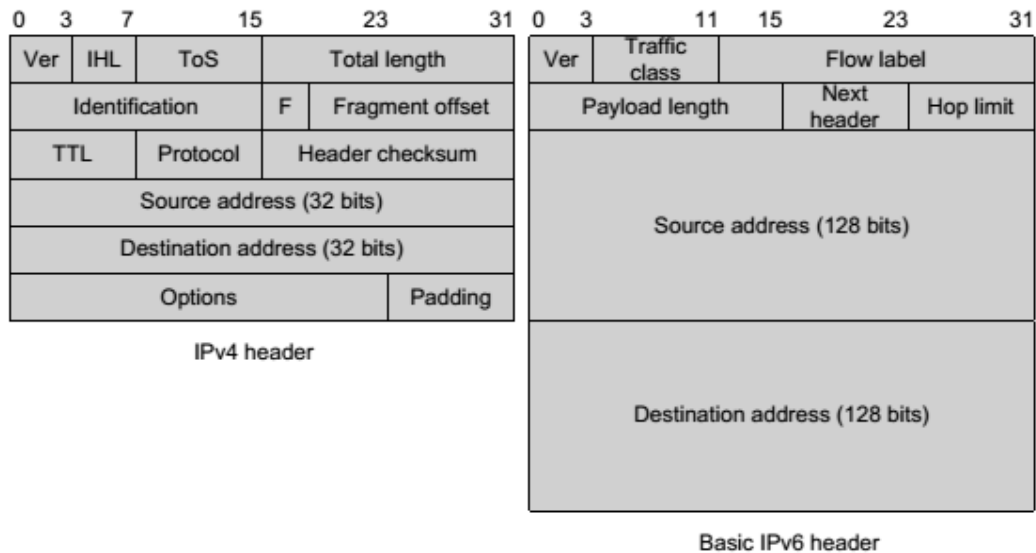 0 3 7 15 23 31
Ver IHL ToS Total length
Identification F Fragment offset
TTL Protocol Header checksum
Source address (32 bits)
Destination address (32 bits)
Options Padding
IPv4 header
0 3 11 15 23 31
Ver Traffic class Flow label
Payload length Next header Hop limit
Source address (128 bits)
Destination address (128 bits)
Basic IPv6 header